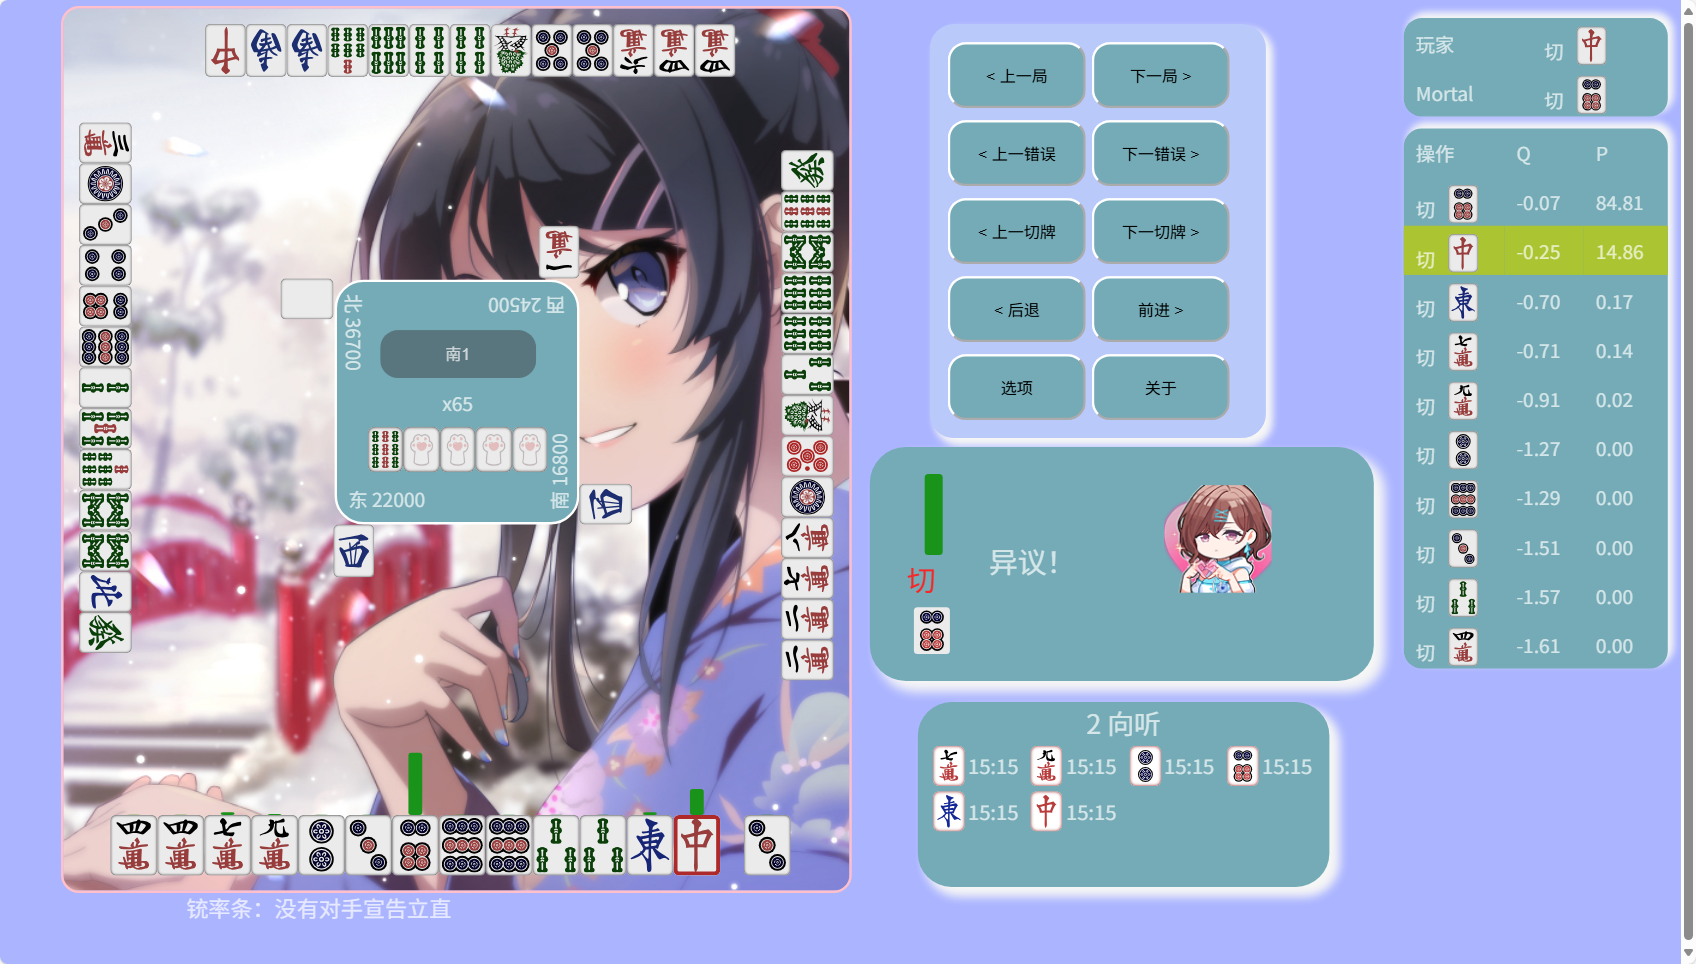 西 24500
北 36700
南1
x65
南 16800
东 22000
铳率条：没有对手宣告立直
< 上一局
下一局 >
< 上一错误
下一错误 >
< 上一切牌
下一切牌 >
< 后退
前进 >
选项
关于
切
异议！
2 向听
15:15 15:15 15:15 15:15
15:15 15:15
玩家 切
Mortal 切
操作 Q P
切 -0.07 84.81
切 -0.25 14.86
切 -0.70 0.17
切 -0.71 0.14
切 -0.91 0.02
切 -1.27 0.00
切 -1.29 0.00
切 -1.51 0.00
切 -1.57 0.00
切 -1.61 0.00